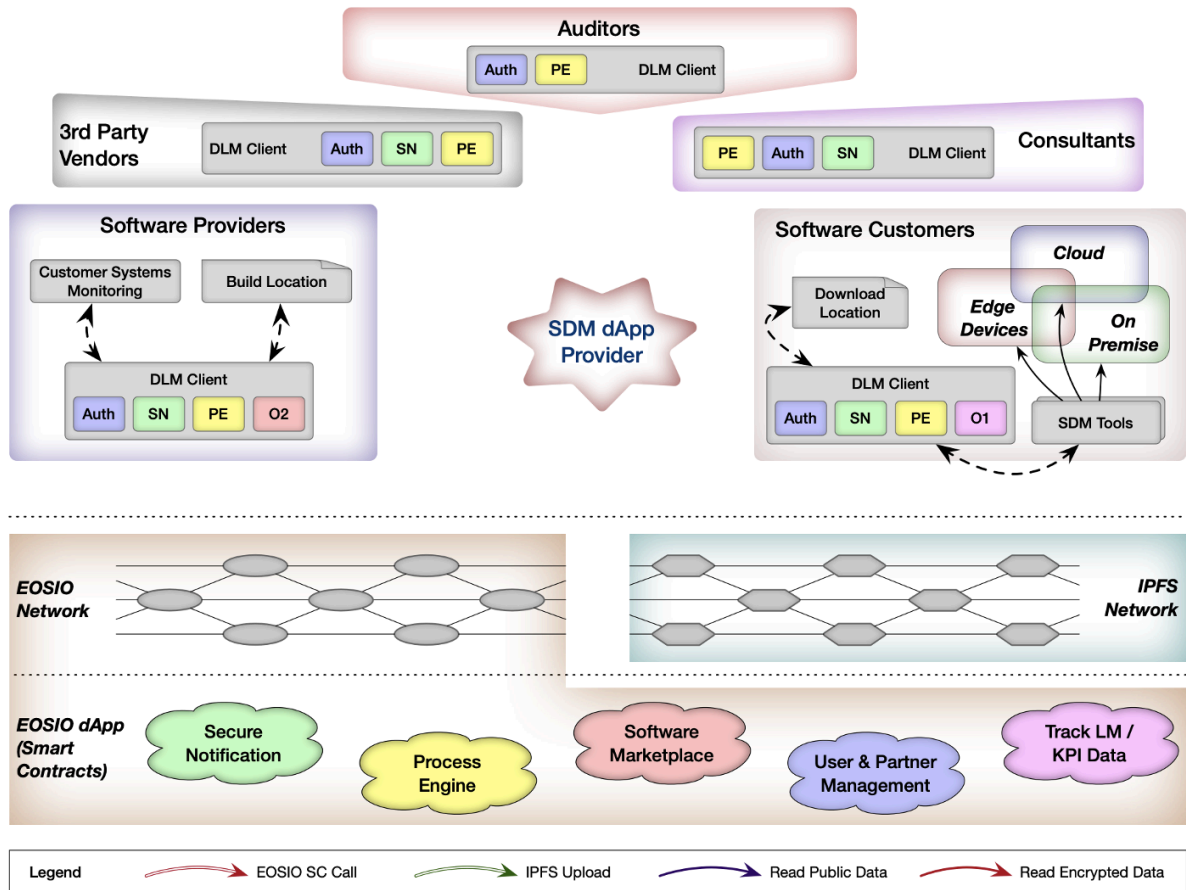 Auditors
Auth
PE
DLM Client
3rd Party
Vendors
DLM Client
Auth
SN
PE
PE
Auth
SN
DLM Client
Consultants
Software Providers
Customer Systems
Monitoring
Build Location
DLM Client
Auth
SN
PE
O2
SDM dApp
Provider
Software Customers
Cloud
Edge
Devices
On
Premise
Download
Location
DLM Client
Auth
SN
PE
O1
SDM Tools
EOSIO
Network
IPFS
Network
EOSIO dApp
(Smart
Contracts)
Secure
Notification
Process
Engine
Software
Marketplace
User & Partner
Management
Track LM /
KPI Data
Legend
EOSIO SC Call
IPFS Upload
Read Public Data
Read Encrypted Data